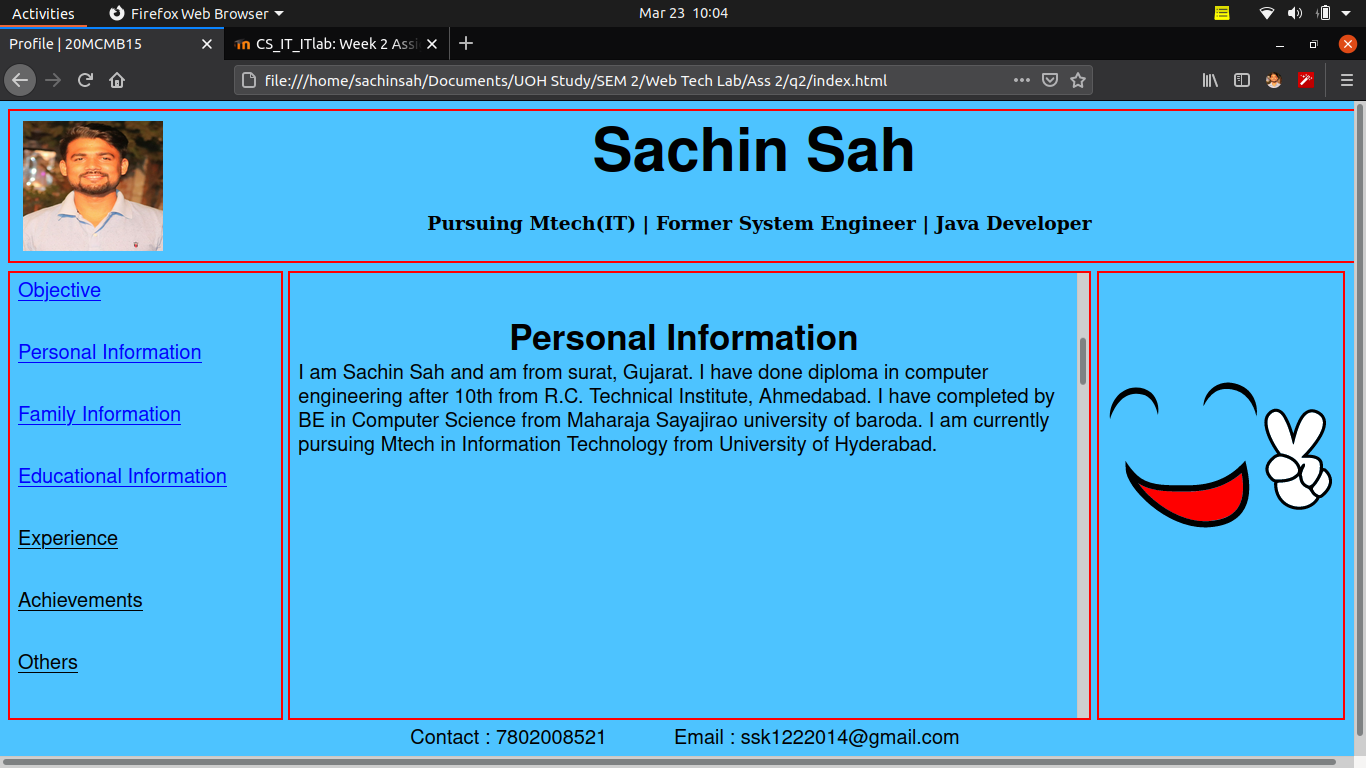 Activities
Firefox Web Browser
Mar 23 10:04
Profile | 20MCMB15
CS_IT_ITlab: Week 2 Assi
file:///home/sachinsah/Documents/UOH Study/SEM 2/Web Tech Lab/Ass 2/q2/index.html
Sachin Sah
Pursuing Mtech(IT) | Former System Engineer | Java Developer
Objective
Personal Information
Family Information
Educational Information
Experience
Achievements
Others
Personal Information
I am Sachin Sah and am from surat, Gujarat. I have done diploma in computer
engineering after 10th from R.C. Technical Institute, Ahmedabad. I have completed by
BE in Computer Science from Maharaja Sayajirao university of baroda. I am currently
pursuing Mtech in Information Technology from University of Hyderabad.
Contact : 7802008521 Email : ssk1222014@gmail.com